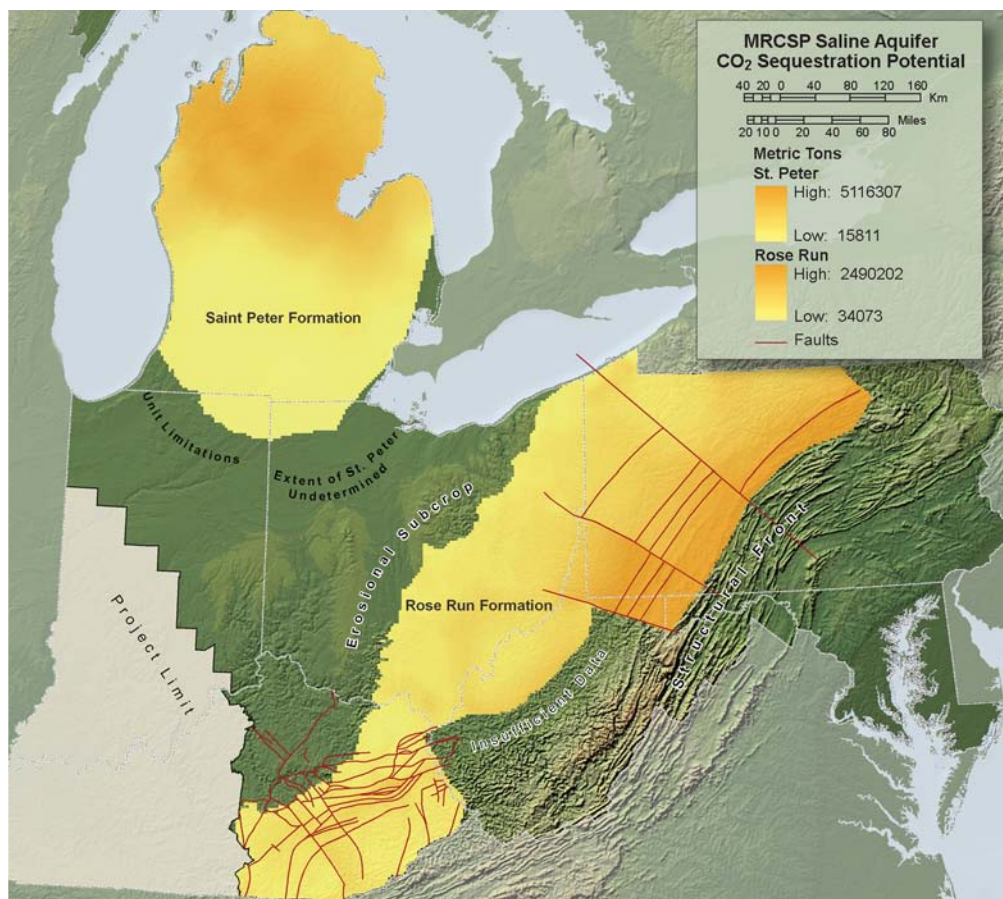 MRCSP Saline Aquifer
CO₂ Sequestration Potential
40 20 0 40 80 120 160
Km
Miles
20 10 0 20 40 60 80
Metric Tons
St. Peter
High: 5116307
Low: 15811
Rose Run
High: 2490202
Low: 34073
Faults
Saint Peter Formation
Unit Limitations
Extent of St. Peter
Undetermined
Erosional Subcrop
Rose Run Formation
Structural Front
Insufficient Data
Project Limit